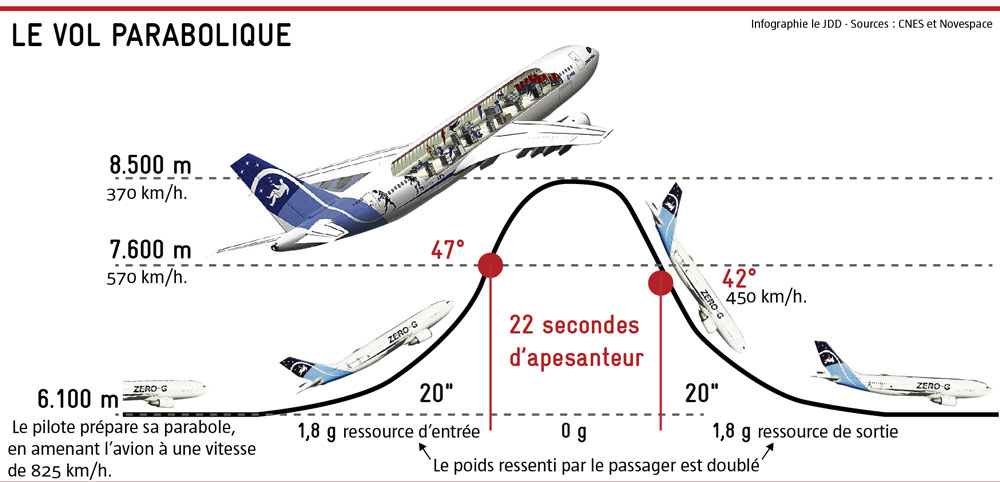 Infographie le JDD - Sources : CNES et Novespace
LE VOL PARABOLIQUE
8.500 m
370 km/h.
7.600 m
570 km/h.
47°
42°
450 km/h.
ZERO-G
22 secondes
d'apesanteur
ZERO-G
ZERO-G
ZERO-G
6.100 m
20"
20"
Le pilote prépare sa parabole,
en amenant l'avion à une vitesse
de 825 km/h.
1,8 g ressource d'entrée
0 g
1,8 g ressource de sortie
Le poids ressenti par le passager est doublé